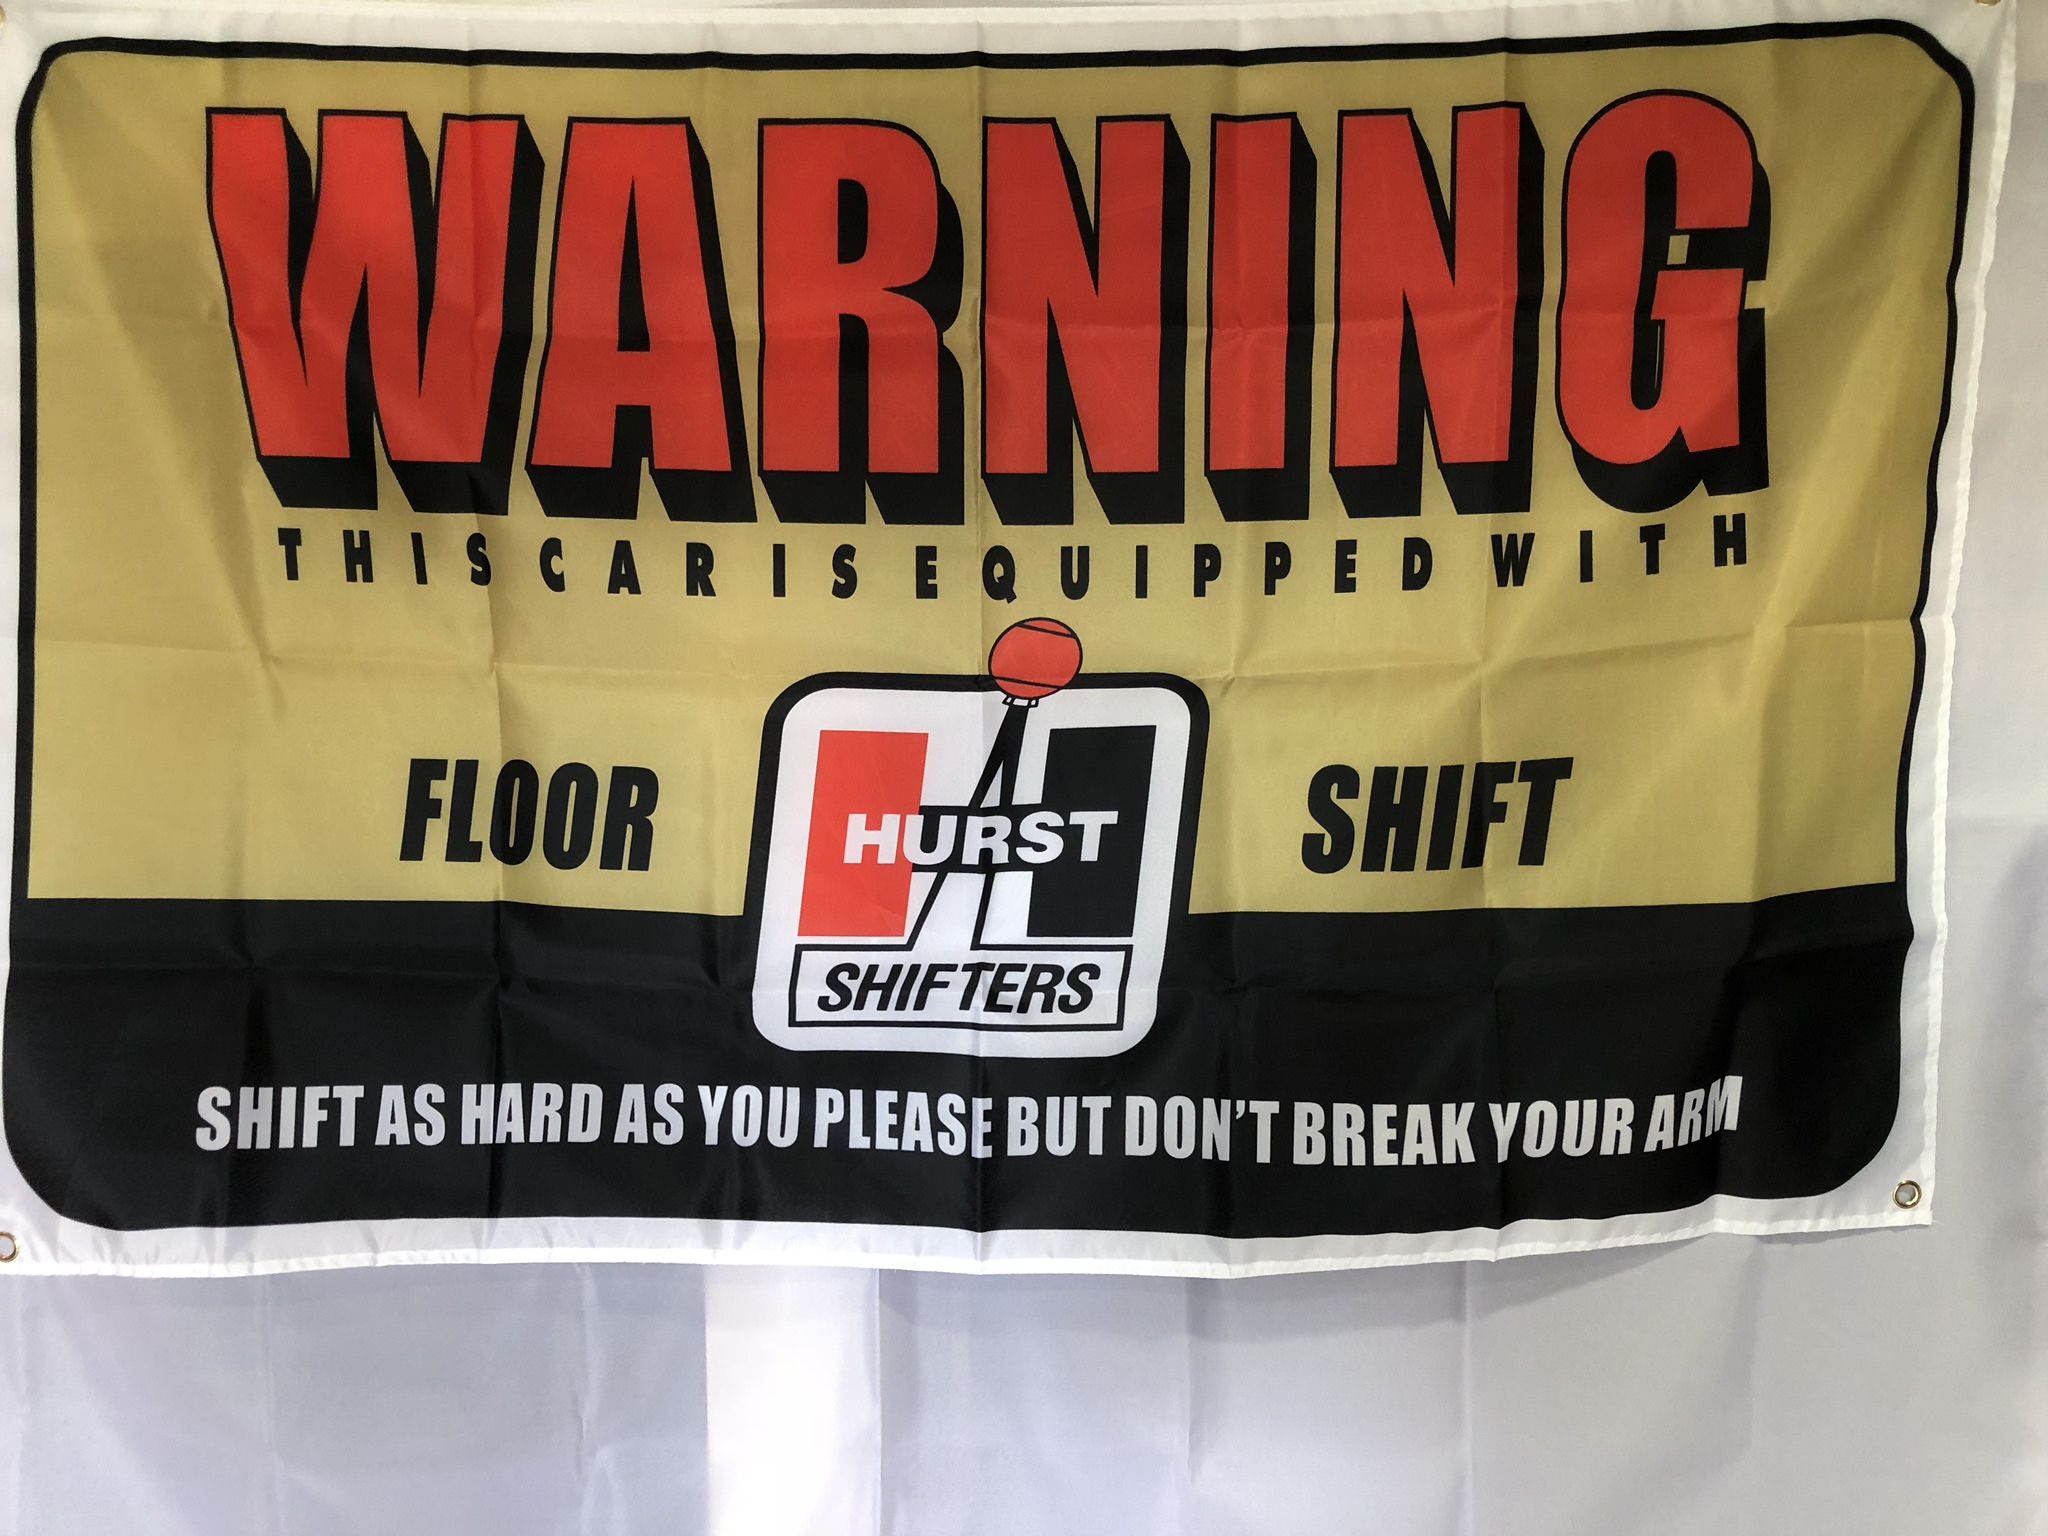 WARNING
THIS CAR IS EQUIPPED WITH
FLOOR SHIFT
HURST
SHIFTERS
SHIFT AS HARD AS YOU PLEASE BUT DON'T BREAK YOUR ARM